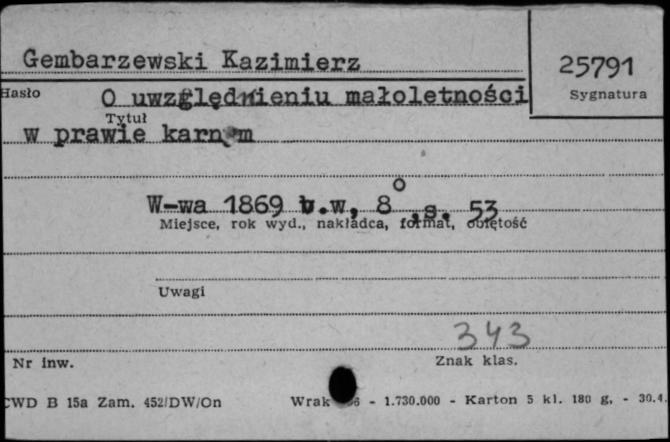 Gembarzewski Kazimierz
25791
Hasło
Sygnatura
O uwzględnieniu małoletności
Tytuł
w prawie karnem
W-wa 1869 b.w, 8°, s. 53
Miejsce, rok wyd., nakładca, format, objętość
Uwagi
343
Nr inw.
Znak klas.
CWD B 15a Zam. 452/DW/On
- 1.730.000 - Karton 5 kl. 180 g. - 30.4.